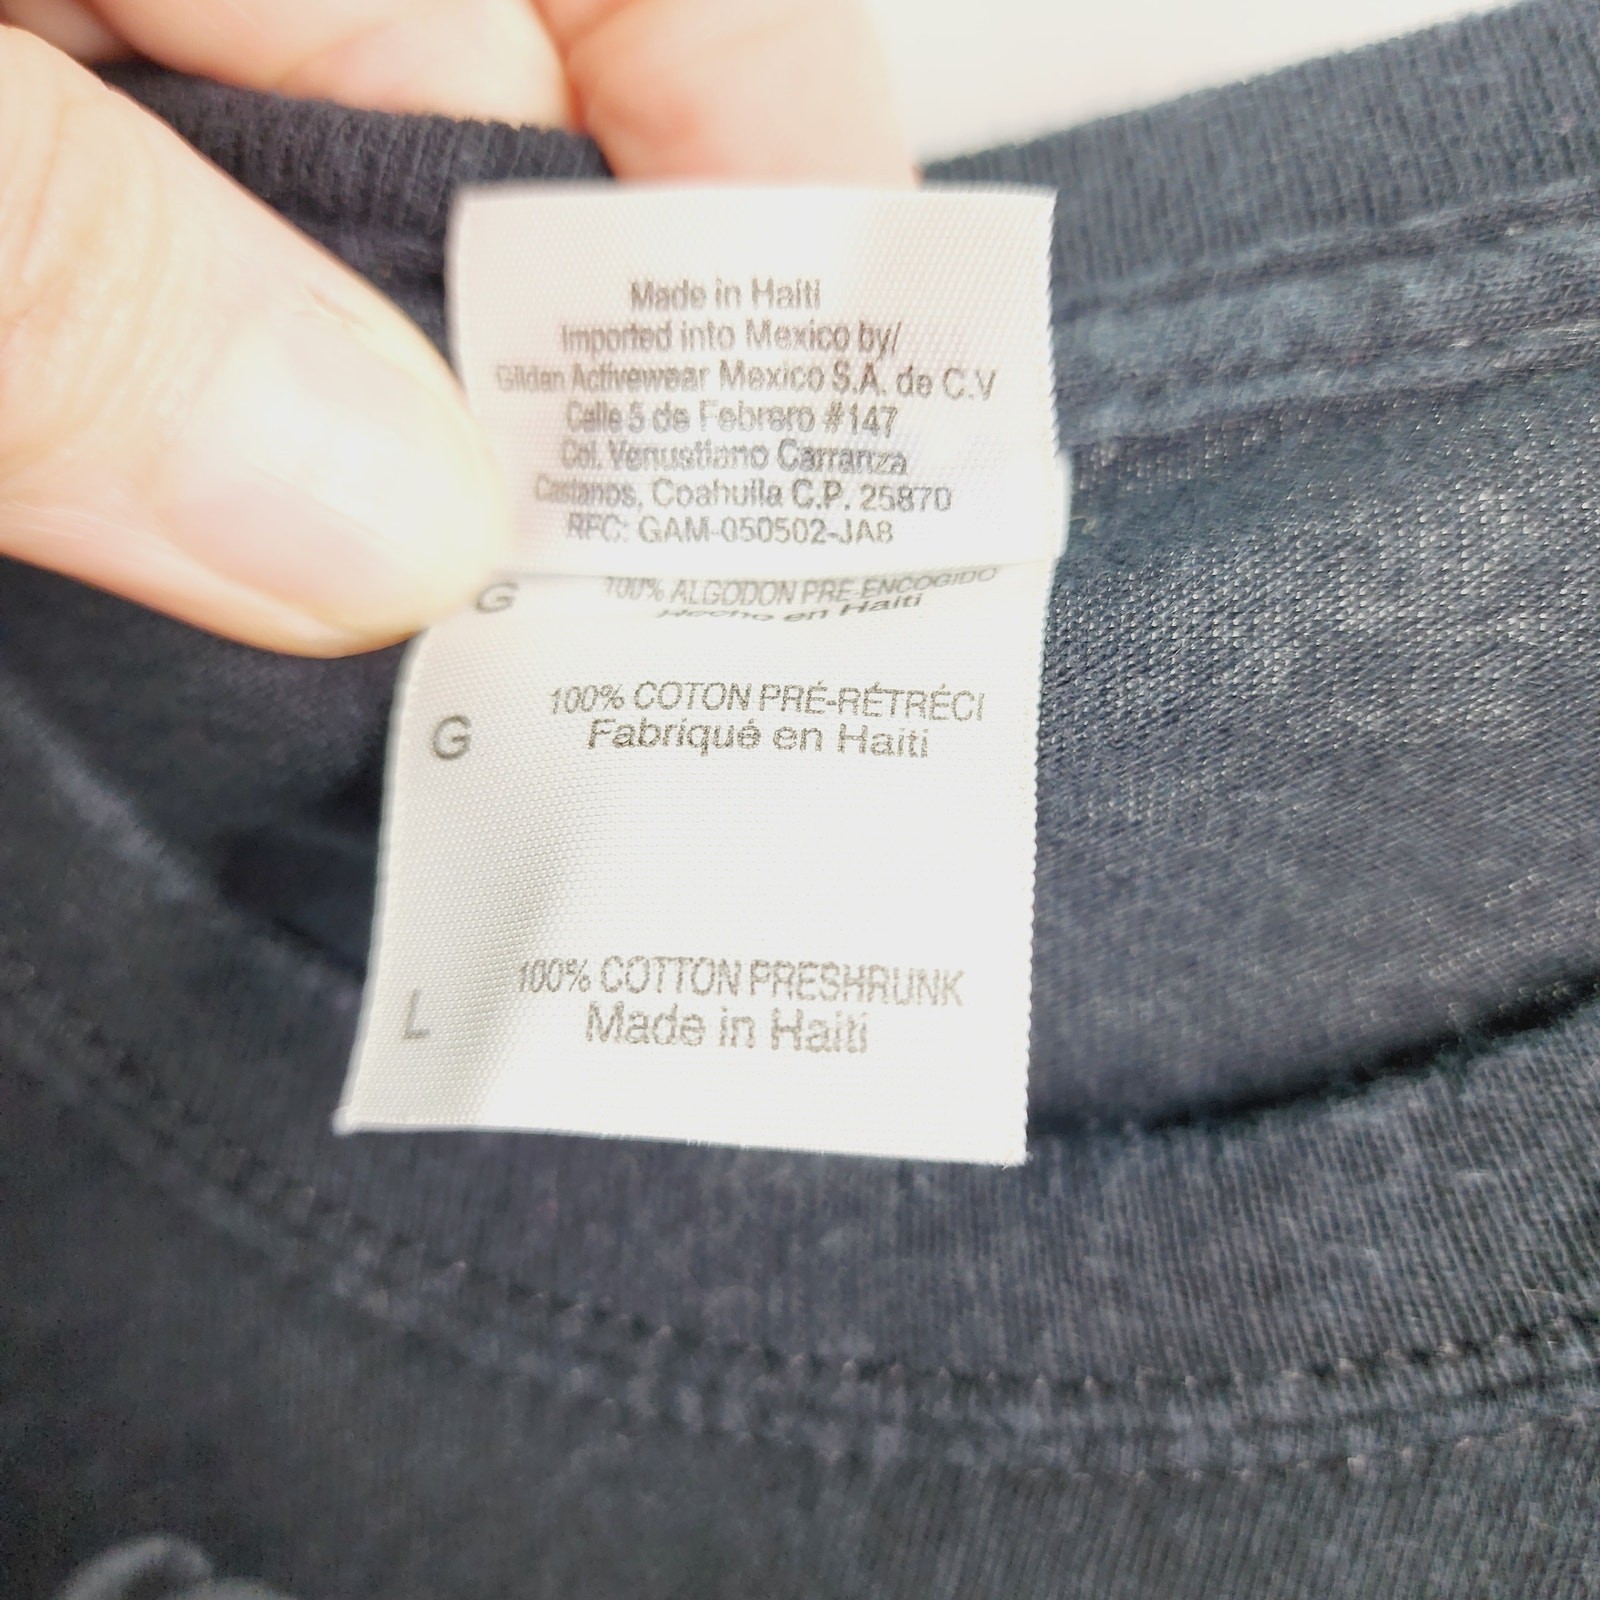 Made in Haiti
Imported into Mexico by/
Gildan Activewear Mexico S.A. de C.V
Calle 5 de Febrero #147
Col. Venustiano Carranza
Castanos, Coahuila C.P. 25870
RFC: GAM-050502-JA8
G 100% ALGODON PRE-ENCOGIDO
Hecho en Haiti
100% COTON PRÉ-RÉTRÉCI
G Fabriqué en Haiti
100% COTTON PRESHRUNK
L Made in Haiti